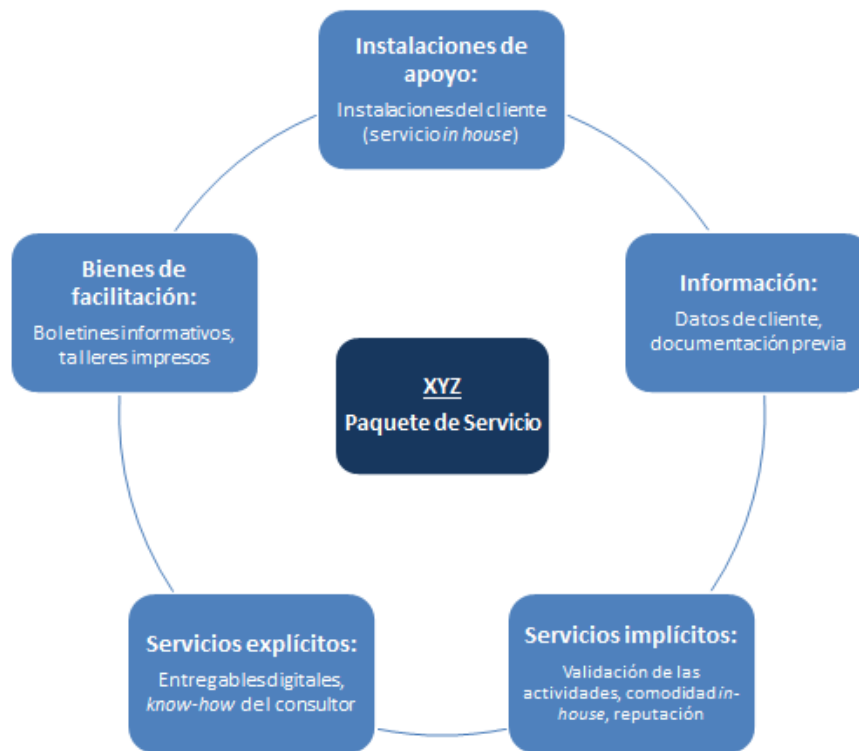 Instalaciones de
apoyo:
Instalaciones del cliente
(servicio in house)
Información:
Datos de cliente,
documentación previa
Servicios implícitos:
Validación de las
actividades, comodidad in-
house, reputación
Servicios explícitos:
Entregables digitales,
know-how del consultor
Bienes de
facilitación:
Boletines informativos,
talleres impresos
XYZ
Paquete de Servicio